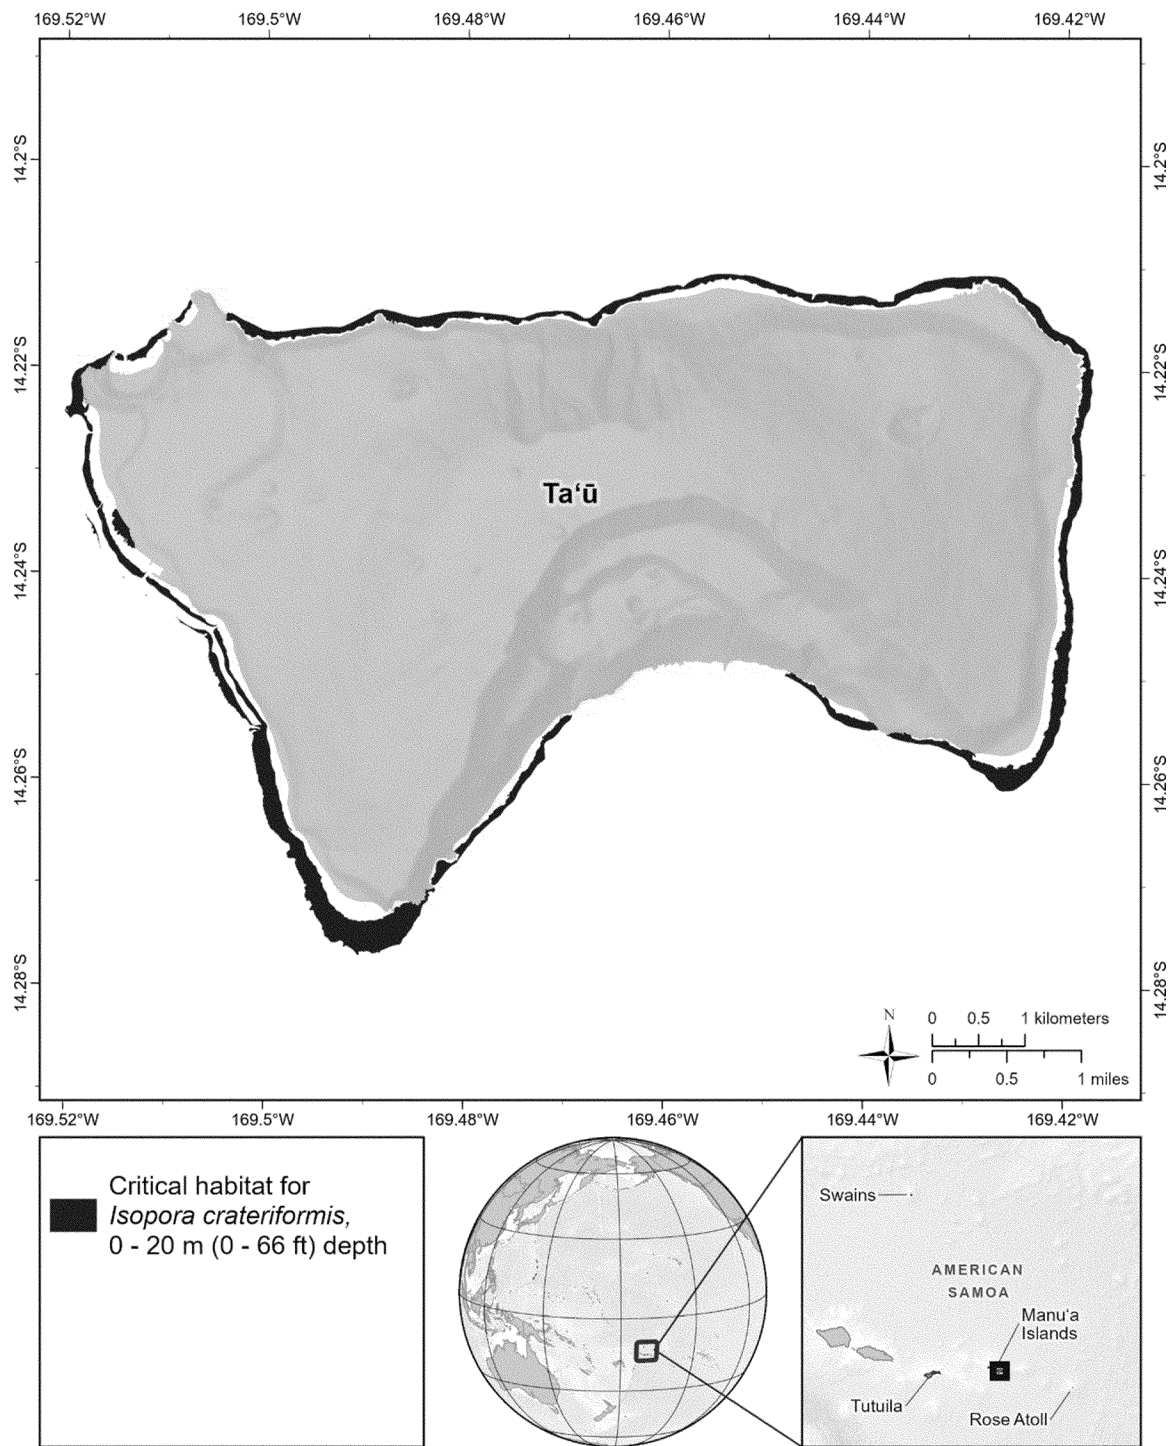 169.52°W 169.5°W 169.48°W 169.46°W 169.44°W 169.42°W
14.2°S 14.2°S
14.22°S 14.22°S
Ta‘ū
14.24°S 14.24°S
14.26°S 14.26°S
14.28°S 14.28°S
N
0 0.5 1 kilometers
0 0.5 1 miles
169.52°W 169.5°W 169.48°W 169.46°W 169.44°W 169.42°W
Critical habitat for
Isopora crateriformis,
0 - 20 m (0 - 66 ft) depth
Swains
AMERICAN
SAMOA
Manu‘a
Islands
Tutuila
Rose Atoll